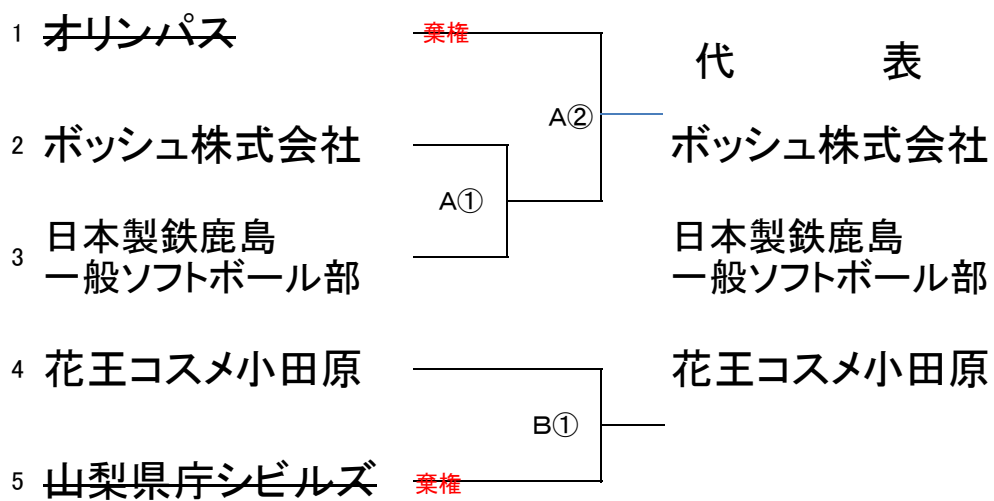 1 オリンパス 棄権
代 表
A②
2 ボッシュ株式会社 ボッシュ株式会社
A①
3 日本製鉄鹿島 日本製鉄鹿島
一般ソフトボール部 一般ソフトボール部
4 花王コスメ小田原 花王コスメ小田原
B①
5 山梨県庁シビルズ 棄権